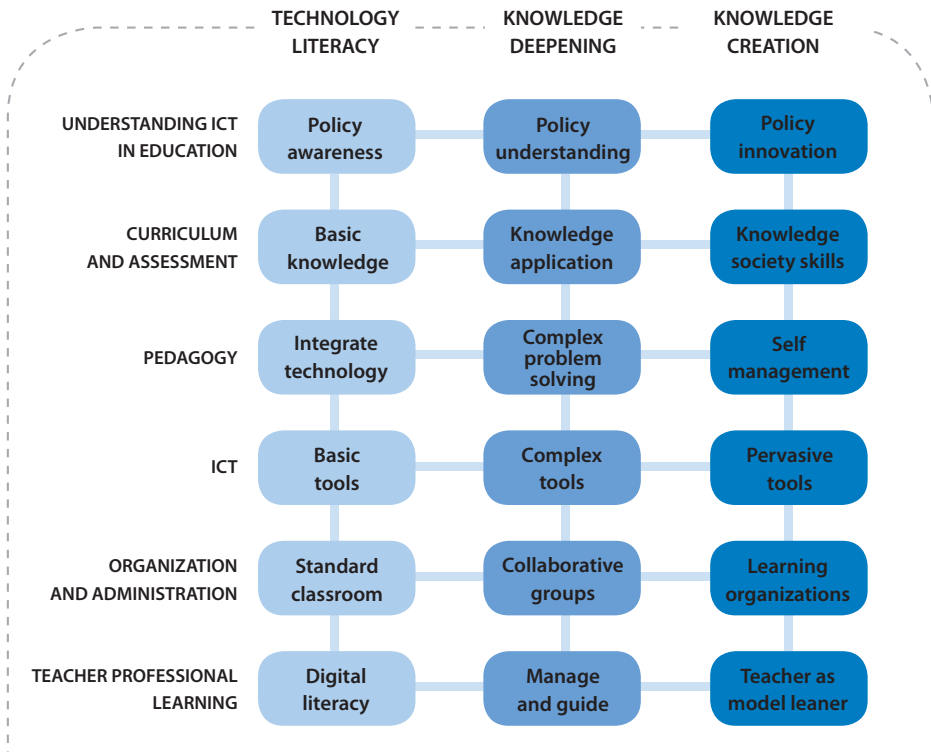 TECHNOLOGY
LITERACY
KNOWLEDGE
DEEPENING
KNOWLEDGE
CREATION
UNDERSTANDING ICT
IN EDUCATION
Policy
awareness
Policy
understanding
Policy
innovation
CURRICULUM
AND ASSESSMENT
Basic
knowledge
Knowledge
application
Knowledge
society skills
PEDAGOGY
Integrate
technology
Complex
problem
solving
Self
management
ICT
Basic
tools
Complex
tools
Pervasive
tools
ORGANIZATION
AND ADMINISTRATION
Standard
classroom
Collaborative
groups
Learning
organizations
TEACHER PROFESSIONAL
LEARNING
Digital
literacy
Manage
and guide
Teacher as
model leaner